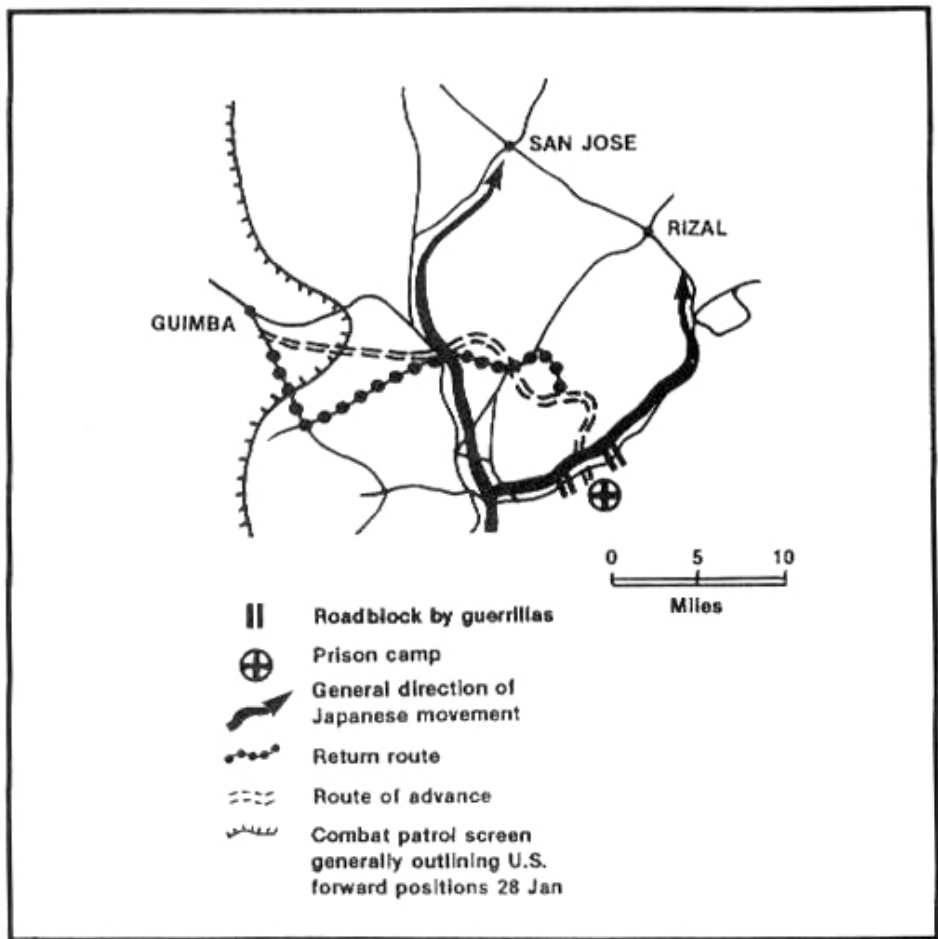 SAN JOSE
RIZAL
GUIMBA
0 5 10
Miles
Roadblock by guerrillas
Prison camp
General direction of
Japanese movement
Return route
Route of advance
Combat patrol screen
generally outlining U.S.
forward positions 28 Jan